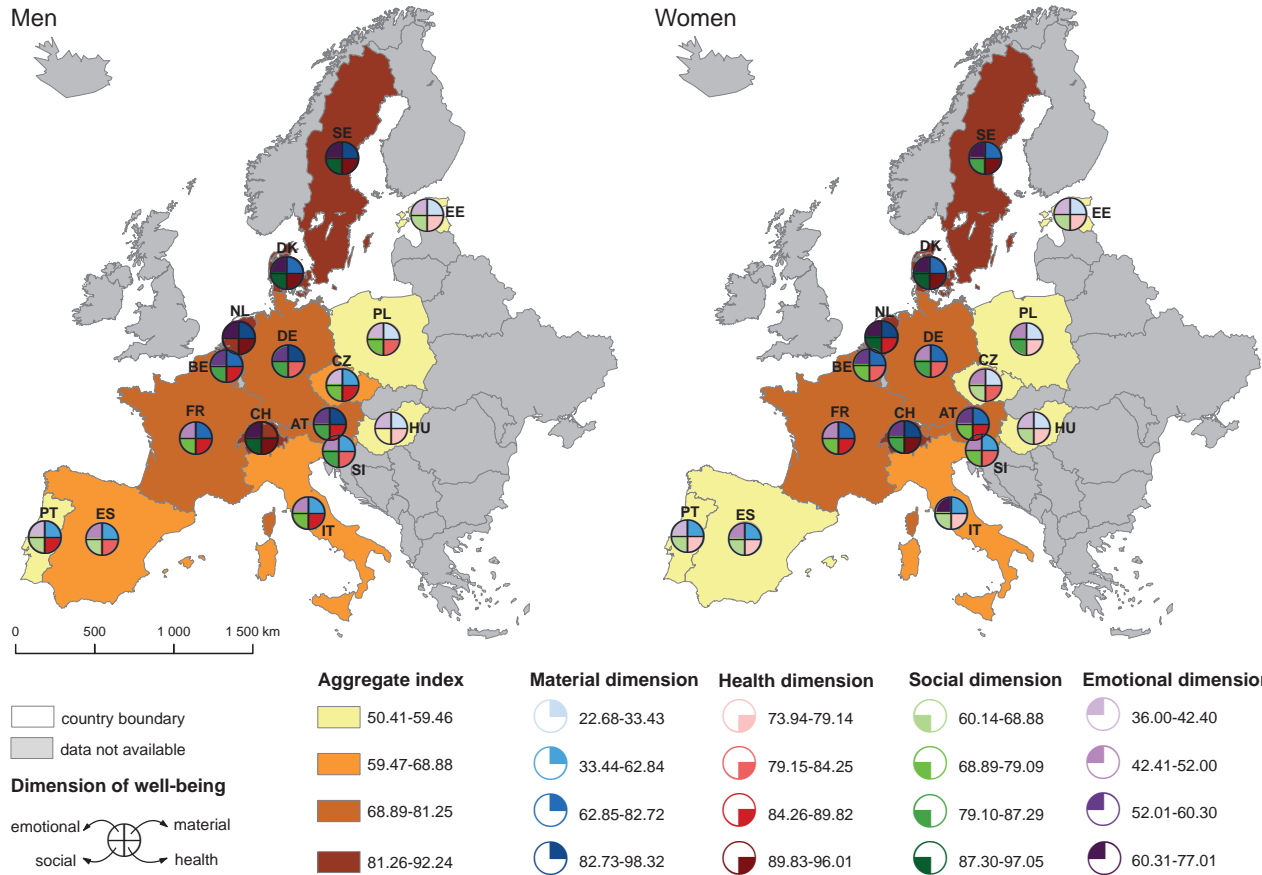 Men
Women
SE
SE
EE
EE
DK
DK
NL
NL
PL
PL
DE
DE
BE
BE
CZ
CZ
FR
FR
CH
CH
AT
AT
HU
HU
SI
SI
PT
PT
ES
ES
IT
IT
0 500 1 000 1 500 km
country boundary
data not available
Dimension of well-being
emotional material
social health
Aggregate index
50.41-59.46
59.47-68.88
68.89-81.25
81.26-92.24
Material dimension
22.68-33.43
33.44-62.84
62.85-82.72
82.73-98.32
Health dimension
73.94-79.14
79.15-84.25
84.26-89.82
89.83-96.01
Social dimension
60.14-68.88
68.89-79.09
79.10-87.29
87.30-97.05
Emotional dimension
36.00-42.40
42.41-52.00
52.01-60.30
60.31-77.01